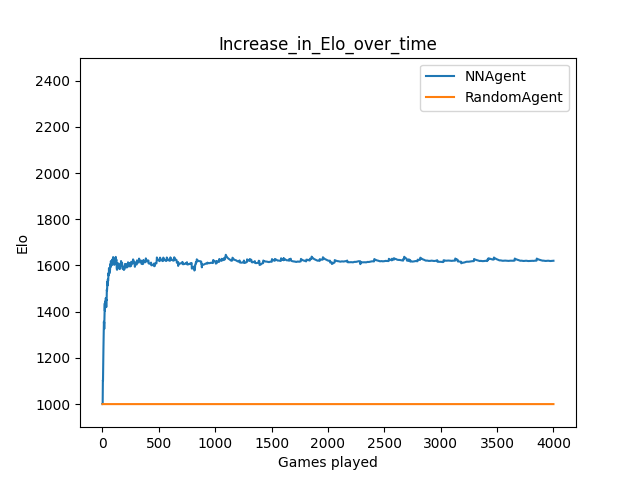 Increase_in_Elo_over_time
NNAgent
RandomAgent
2400
2200
2000
1800
1600
1400
1200
1000
Elo
0 500 1000 1500 2000 2500 3000 3500 4000
Games played